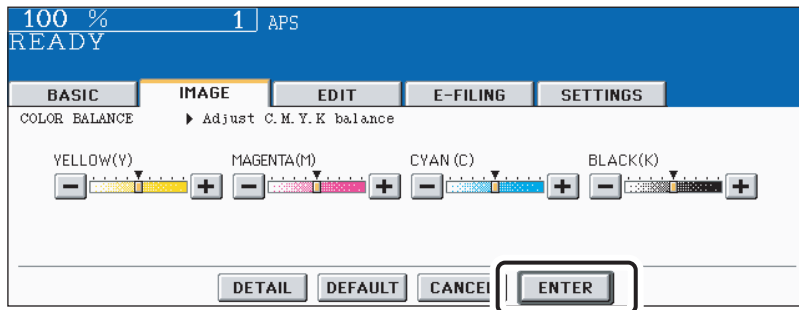 100 % 1 APS
READY
BASIC IMAGE EDIT E-FILING SETTINGS
COLOR BALANCE ▶ Adjust C.M.Y.K balance
YELLOW(Y) MAGENTA(M) CYAN (C) BLACK(K)
DETAIL DEFAULT CANCEL ENTER